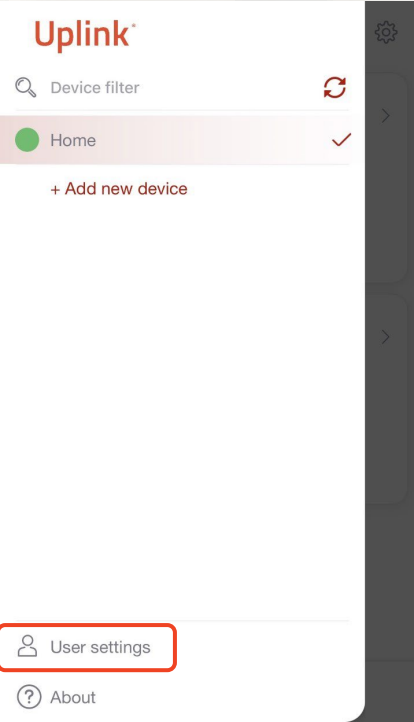 Uplink
Device filter
Home
+ Add new device
User settings
? About